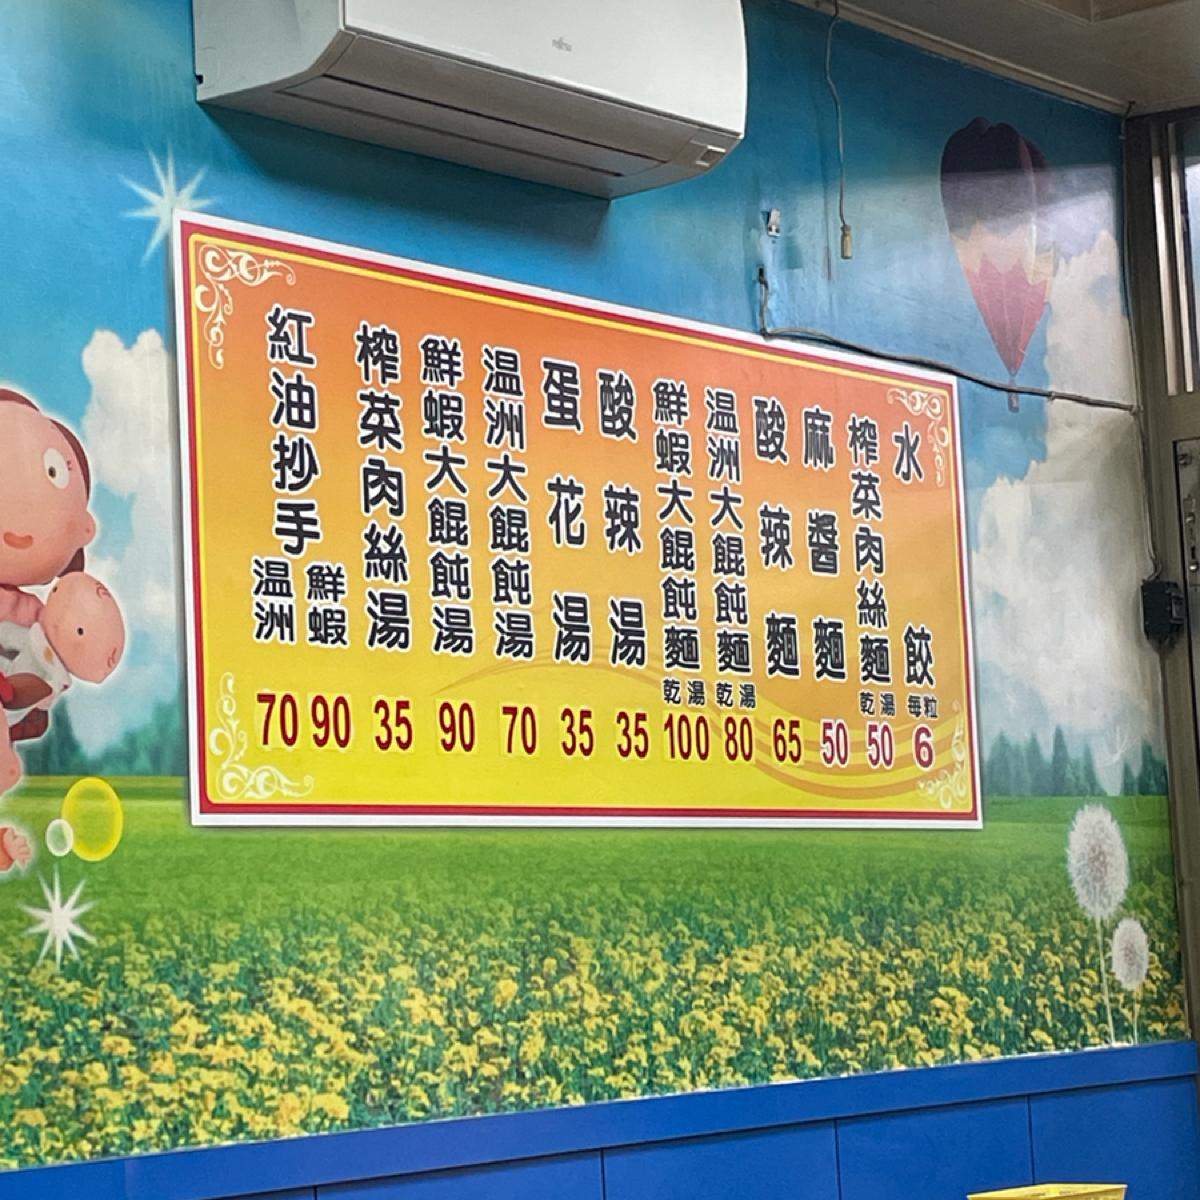 水餃 每粒 6
榨菜肉絲麵 乾湯 50
麻醬麵 50
酸辣麵 65
温洲大餛飩麵 乾湯 80
鮮蝦大餛飩麵 乾湯 100
酸辣湯 35
蛋花湯 35
温洲大餛飩湯 70
鮮蝦大餛飩湯 90
榨菜肉絲湯 35
紅油抄手
鮮蝦 90
温洲 70